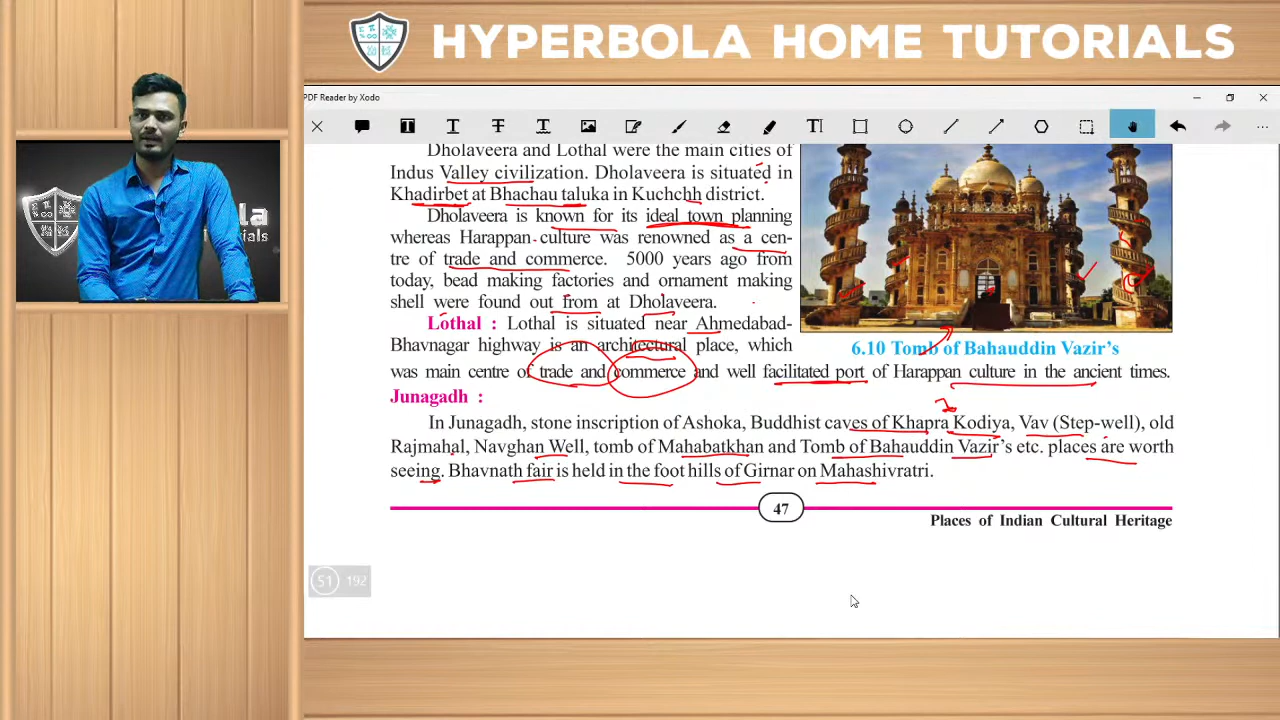 HYPERBOLA HOME TUTORIALS
PDF Reader by Xodo
Dholaveera and Lothal were the main cities of
Indus Valley civilization. Dholaveera is situated in
Khadirbet at Bhachau taluka in Kuchchh district.
Dholaveera is known for its ideal town planning
whereas Harappan culture was renowned as a cen-
tre of trade and commerce. 5000 years ago from
today, bead making factories and ornament making
shell were found out from at Dholaveera.
Lothal : Lothal is situated near Ahmedabad-
Bhavnagar highway is an architectural place, which
6.10 Tomb of Bahauddin Vazir's
was main centre of trade and commerce and well facilitated port of Harappan culture in the ancient times.
Junagadh :
In Junagadh, stone inscription of Ashoka, Buddhist caves of Khapra Kodiya, Vav (Step-well), old
Rajmahal, Navghan Well, tomb of Mahabatkhan and Tomb of Bahauddin Vazir's etc. places are worth
seeing. Bhavnath fair is held in the foot hills of Girnar on Mahashivratri.
47
Places of Indian Cultural Heritage
51 192